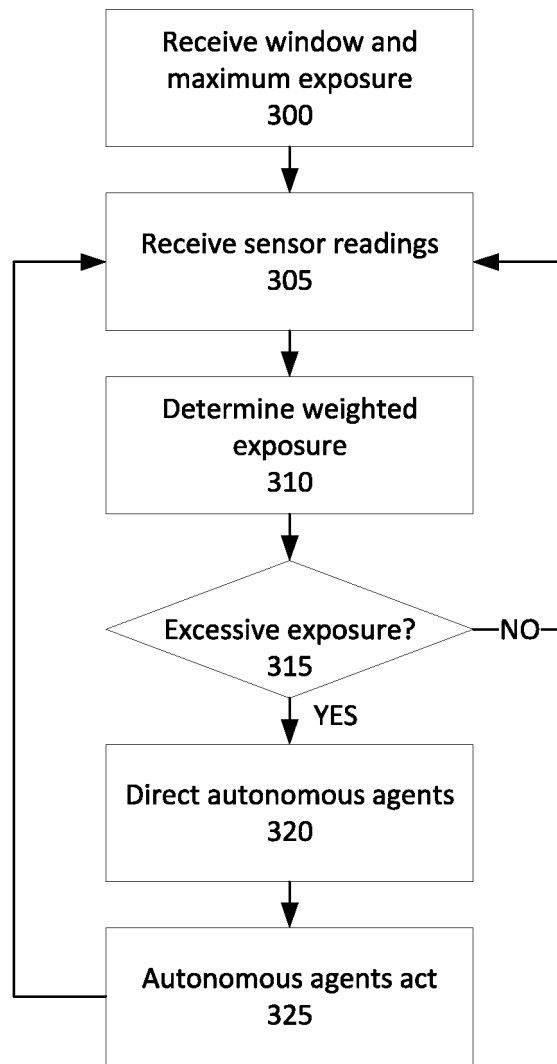 Receive window and
maximum exposure
300
Receive sensor readings
305
Determine weighted
exposure
310
Excessive exposure?
315
NO
YES
Direct autonomous agents
320
Autonomous agents act
325